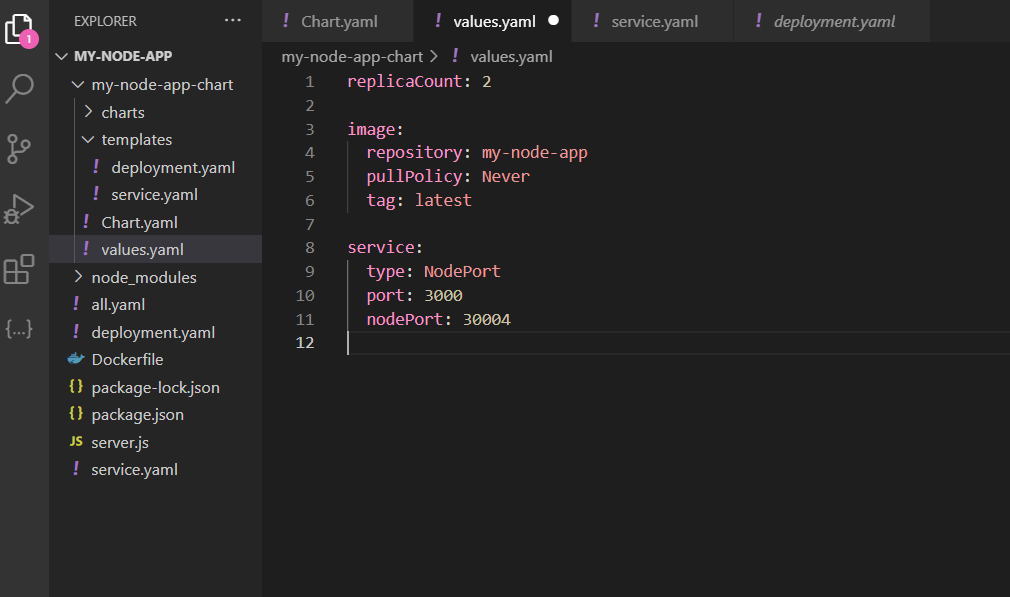 EXPLORER ...
MY-NODE-APP
my-node-app-chart
charts
templates
! deployment.yaml
! service.yaml
! Chart.yaml
! values.yaml
node_modules
! all.yaml
! deployment.yaml
Dockerfile
{} package-lock.json
{} package.json
JS server.js
! service.yaml
1
{...}
! Chart.yaml ! values.yaml ● ! service.yaml ! deployment.yaml
my-node-app-chart > ! values.yaml
1 replicaCount: 2
2
3 image:
4 repository: my-node-app
5 pullPolicy: Never
6 tag: latest
7
8 service:
9 type: NodePort
10 port: 3000
11 nodePort: 30004
12